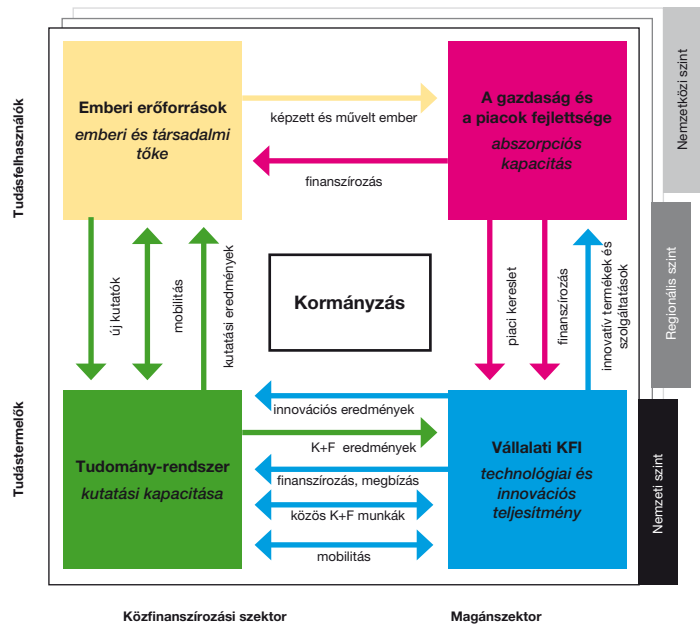 Emberi erőforrások
emberi és társadalmi
tőke
képzett és művelt ember
finanszírozás
A gazdaság és
a piacok fejlettsége
abszorpciós
kapacitás
Nemzetközi szint
Tudásfelhasználók
új kutatók
mobilitás
kutatási eredmények
Kormányzás
piaci kereslet
finanszírozás
innovatív termékek és
szolgáltatások
Regionális szint
Tudástermelők
Tudomány-rendszer
kutatási kapacitása
innovációs eredmények
K+F eredmények
finanszírozás, megbízás
közös K+F munkák
mobilitás
Vállalati KFI
technológiai és
innovációs
teljesítmény
Nemzeti szint
Közfinanszírozási szektor
Magánszektor